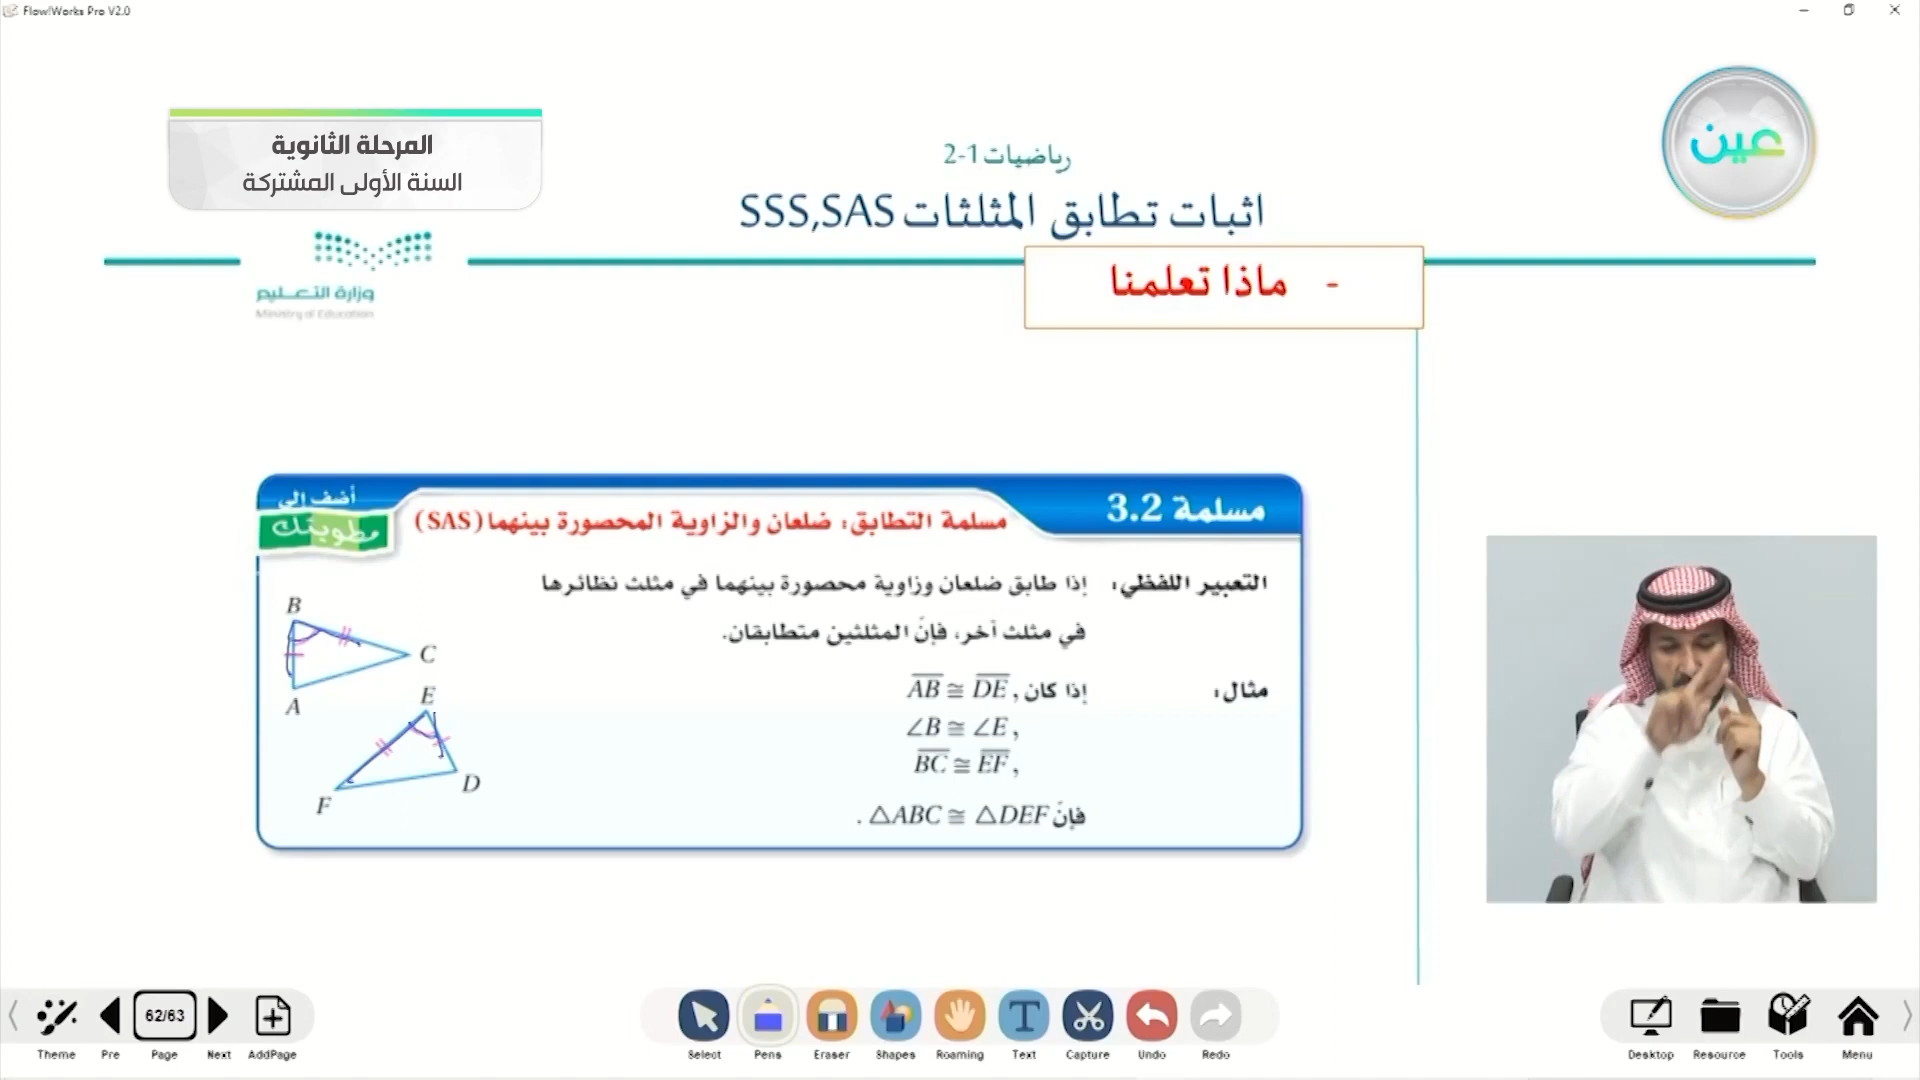 FlowWorks Pro V2.0
المرحلة الثانوية
السنة الأولى المشتركة
عين
رياضيات 1-2
اثبات تطابق المثلثات SSS,SAS
وزارة التعليم
Ministry of Education
- ماذا تعلمنا
مسلمة 3.2
مسلمة التطابق: ضلعان والزاوية المحصورة بينهما (SAS)
أضف إلى
مطويتك
التعبير اللفظي: إذا طابق ضلعان وزاوية محصورة بينهما في مثلث نظائرها
في مثلث آخر، فإنَّ المثلثين متطابقان.
مثال: إذا كان AB ≅ DE ,
∠B ≅ ∠E ,
BC ≅ EF ,
فإنَّ △ABC ≅ △DEF .
B
C
A
E
D
F
62/63
Theme
Pre
Page
Next
AddPage
Select
Pens
Eraser
Shapes
Roaming
Text
Capture
Undo
Redo
Desktop
Resource
Tools
Menu